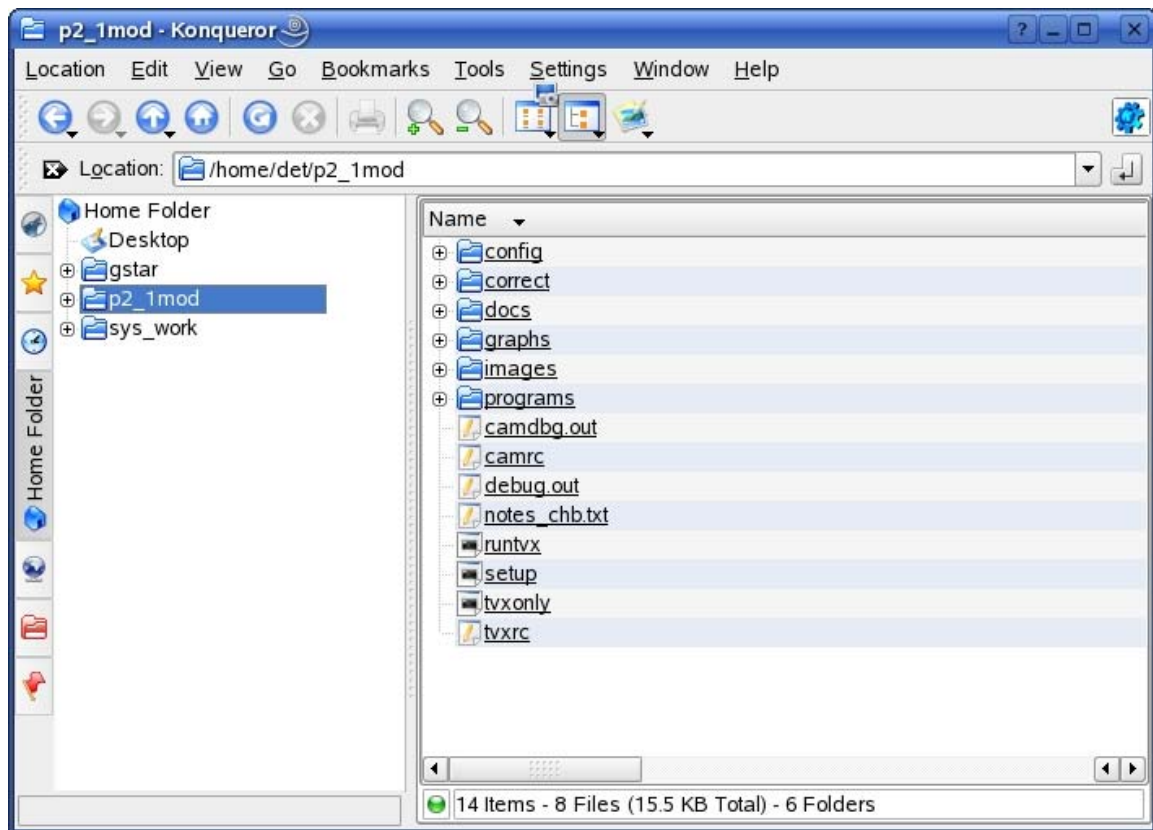 p2_1mod - Konqueror
Location Edit View Go Bookmarks Tools Settings Window Help
Location: /home/det/p2_1mod
Home Folder
Home Folder
Desktop
gstar
p2_1mod
sys_work
Name
config
correct
docs
graphs
images
programs
camdbg.out
camrc
debug.out
notes_chb.txt
runtvx
setup
tvxonly
tvxrc
14 Items - 8 Files (15.5 KB Total) - 6 Folders